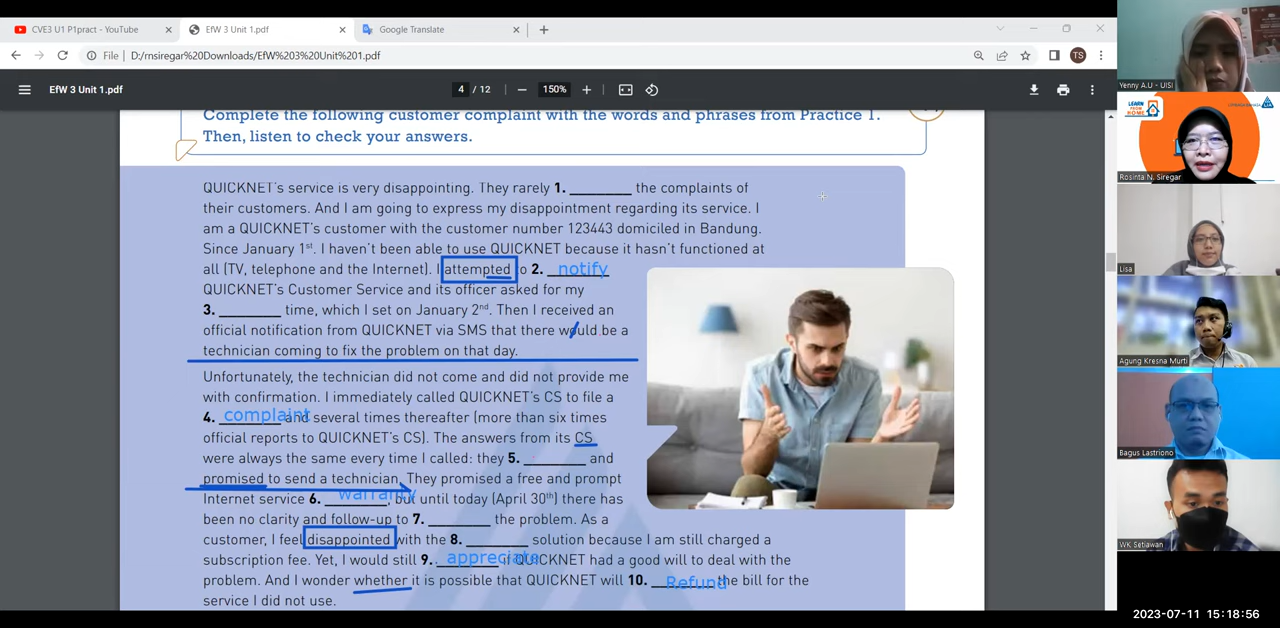 CVE3 U1 P1pract - YouTube
EfW 3 Unit 1.pdf
Google Translate
File
D:/rnsiregar%20Downloads/EfW%203%20Unit%201.pdf
TS
EfW 3 Unit 1.pdf
4 / 12
150%
Complete the following customer complaint with the words and phrases from Practice 1.
Then, listen to check your answers.
QUICKNET's service is very disappointing. They rarely 1. ________ the complaints of
their customers. And I am going to express my disappointment regarding its service. I
am a QUICKNET's customer with the customer number 123443 domiciled in Bandung.
Since January 1st. I haven't been able to use QUICKNET because it hasn't functioned at
all (TV, telephone and the Internet). I attempted to 2. notify
QUICKNET's Customer Service and its officer asked for my
3. ________ time, which I set on January 2nd. Then I received an
official notification from QUICKNET via SMS that there would be a
technician coming to fix the problem on that day.
Unfortunately, the technician did not come and did not provide me
with confirmation. I immediately called QUICKNET's CS to file a
4. complaint and several times thereafter (more than six times
official reports to QUICKNET's CS). The answers from its CS
were always the same every time I called: they 5. ________ and
promised to send a technician. They promised a free and prompt
Internet service 6. warranty, but until today (April 30th) there has
been no clarity and follow-up to 7. ________ the problem. As a
customer, I feel disappointed with the 8. ________ solution because I am still charged a
subscription fee. Yet, I would still 9. appreciate if QUICKNET had a good will to deal with the
problem. And I wonder whether it is possible that QUICKNET will 10. Refund the bill for the
service I did not use.
Yenny A.U - UISI
LEARN FROM HOME
LIA
Rosinta N. Siregar
Lisa
Agung Kresna Murti
Bagus Lastriono
WK Setiawan
2023-07-11 15:18:56